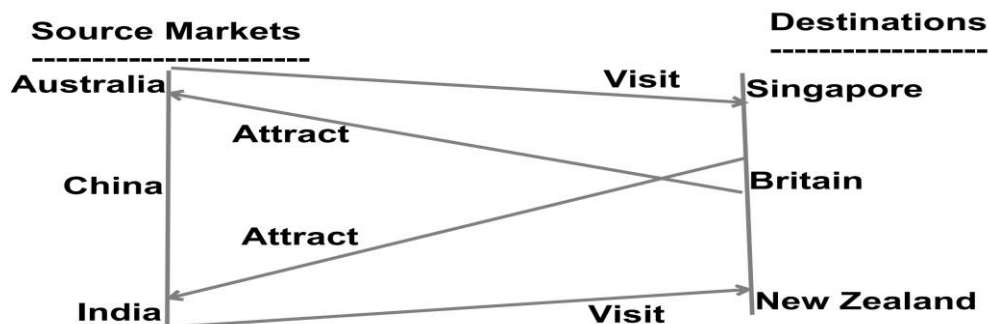 Source Markets
Destinations
Australia
Visit
Singapore
Attract
China
Britain
Attract
India
Visit
New Zealand